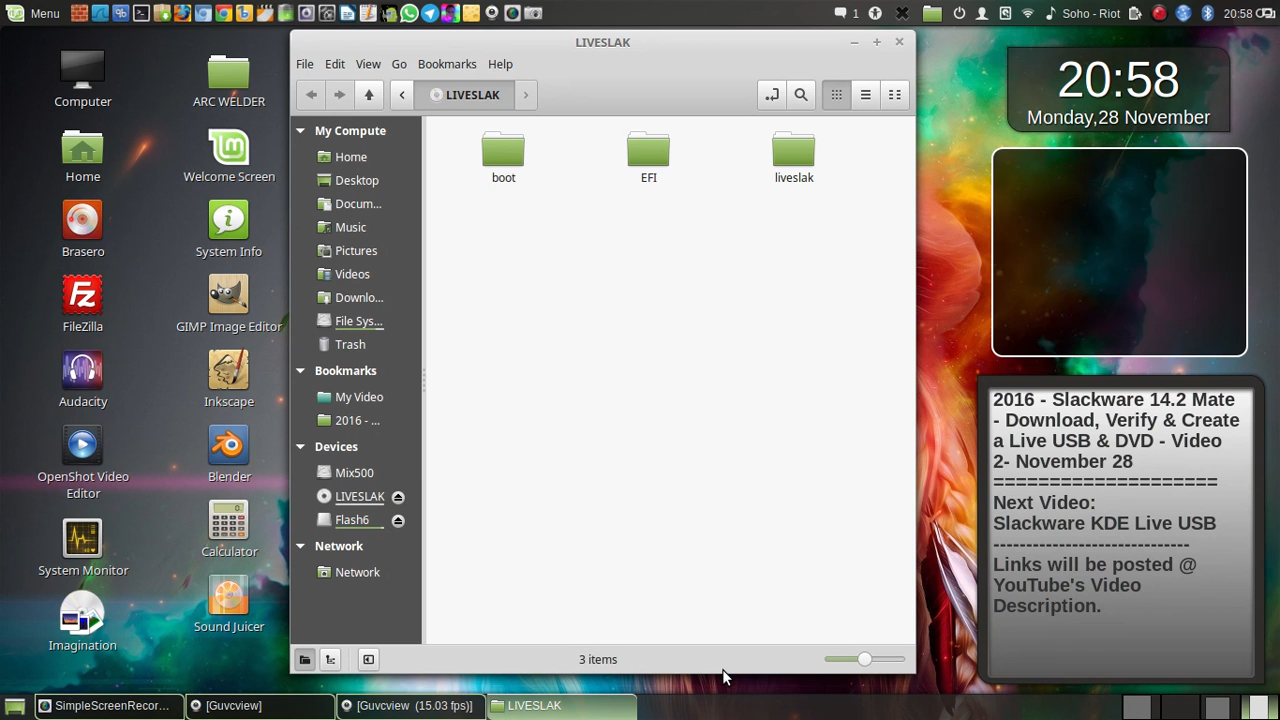 Menu
1
Soho - Riot
20:58
Computer
ARC WELDER
Home
Welcome Screen
Brasero
System Info
FileZilla
GIMP Image Editor
Audacity
Inkscape
OpenShot Video
Editor
Blender
System Monitor
Calculator
Imagination
Sound Juicer
LIVESLAK
File Edit View Go Bookmarks Help
LIVESLAK
My Compute
Home
Desktop
Docum...
Music
Pictures
Videos
Downlo...
File Sys...
Trash
Bookmarks
My Video
2016 - ...
Devices
Mix500
LIVESLAK
Flash6
Network
Network
boot
EFI
liveslak
3 items
20:58
Monday,28 November
2016 - Slackware 14.2 Mate
- Download, Verify & Create
a Live USB & DVD - Video
2- November 28
====================
Next Video:
Slackware KDE Live USB
------------------------------
Links will be posted @
YouTube's Video
Description.
SimpleScreenRecor...
[Guvcview]
[Guvcview (15.03 fps)]
LIVESLAK